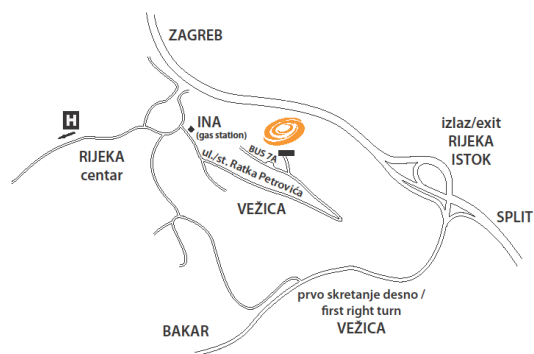 ZAGREB
H
INA
(gas station)
izlaz/exit
RIJEKA
ISTOK
BUS 7A
RIJEKA
centar
ul./st. Ratka Petrovića
VEŽICA
SPLIT
prvo skretanje desno /
first right turn
VEŽICA
BAKAR